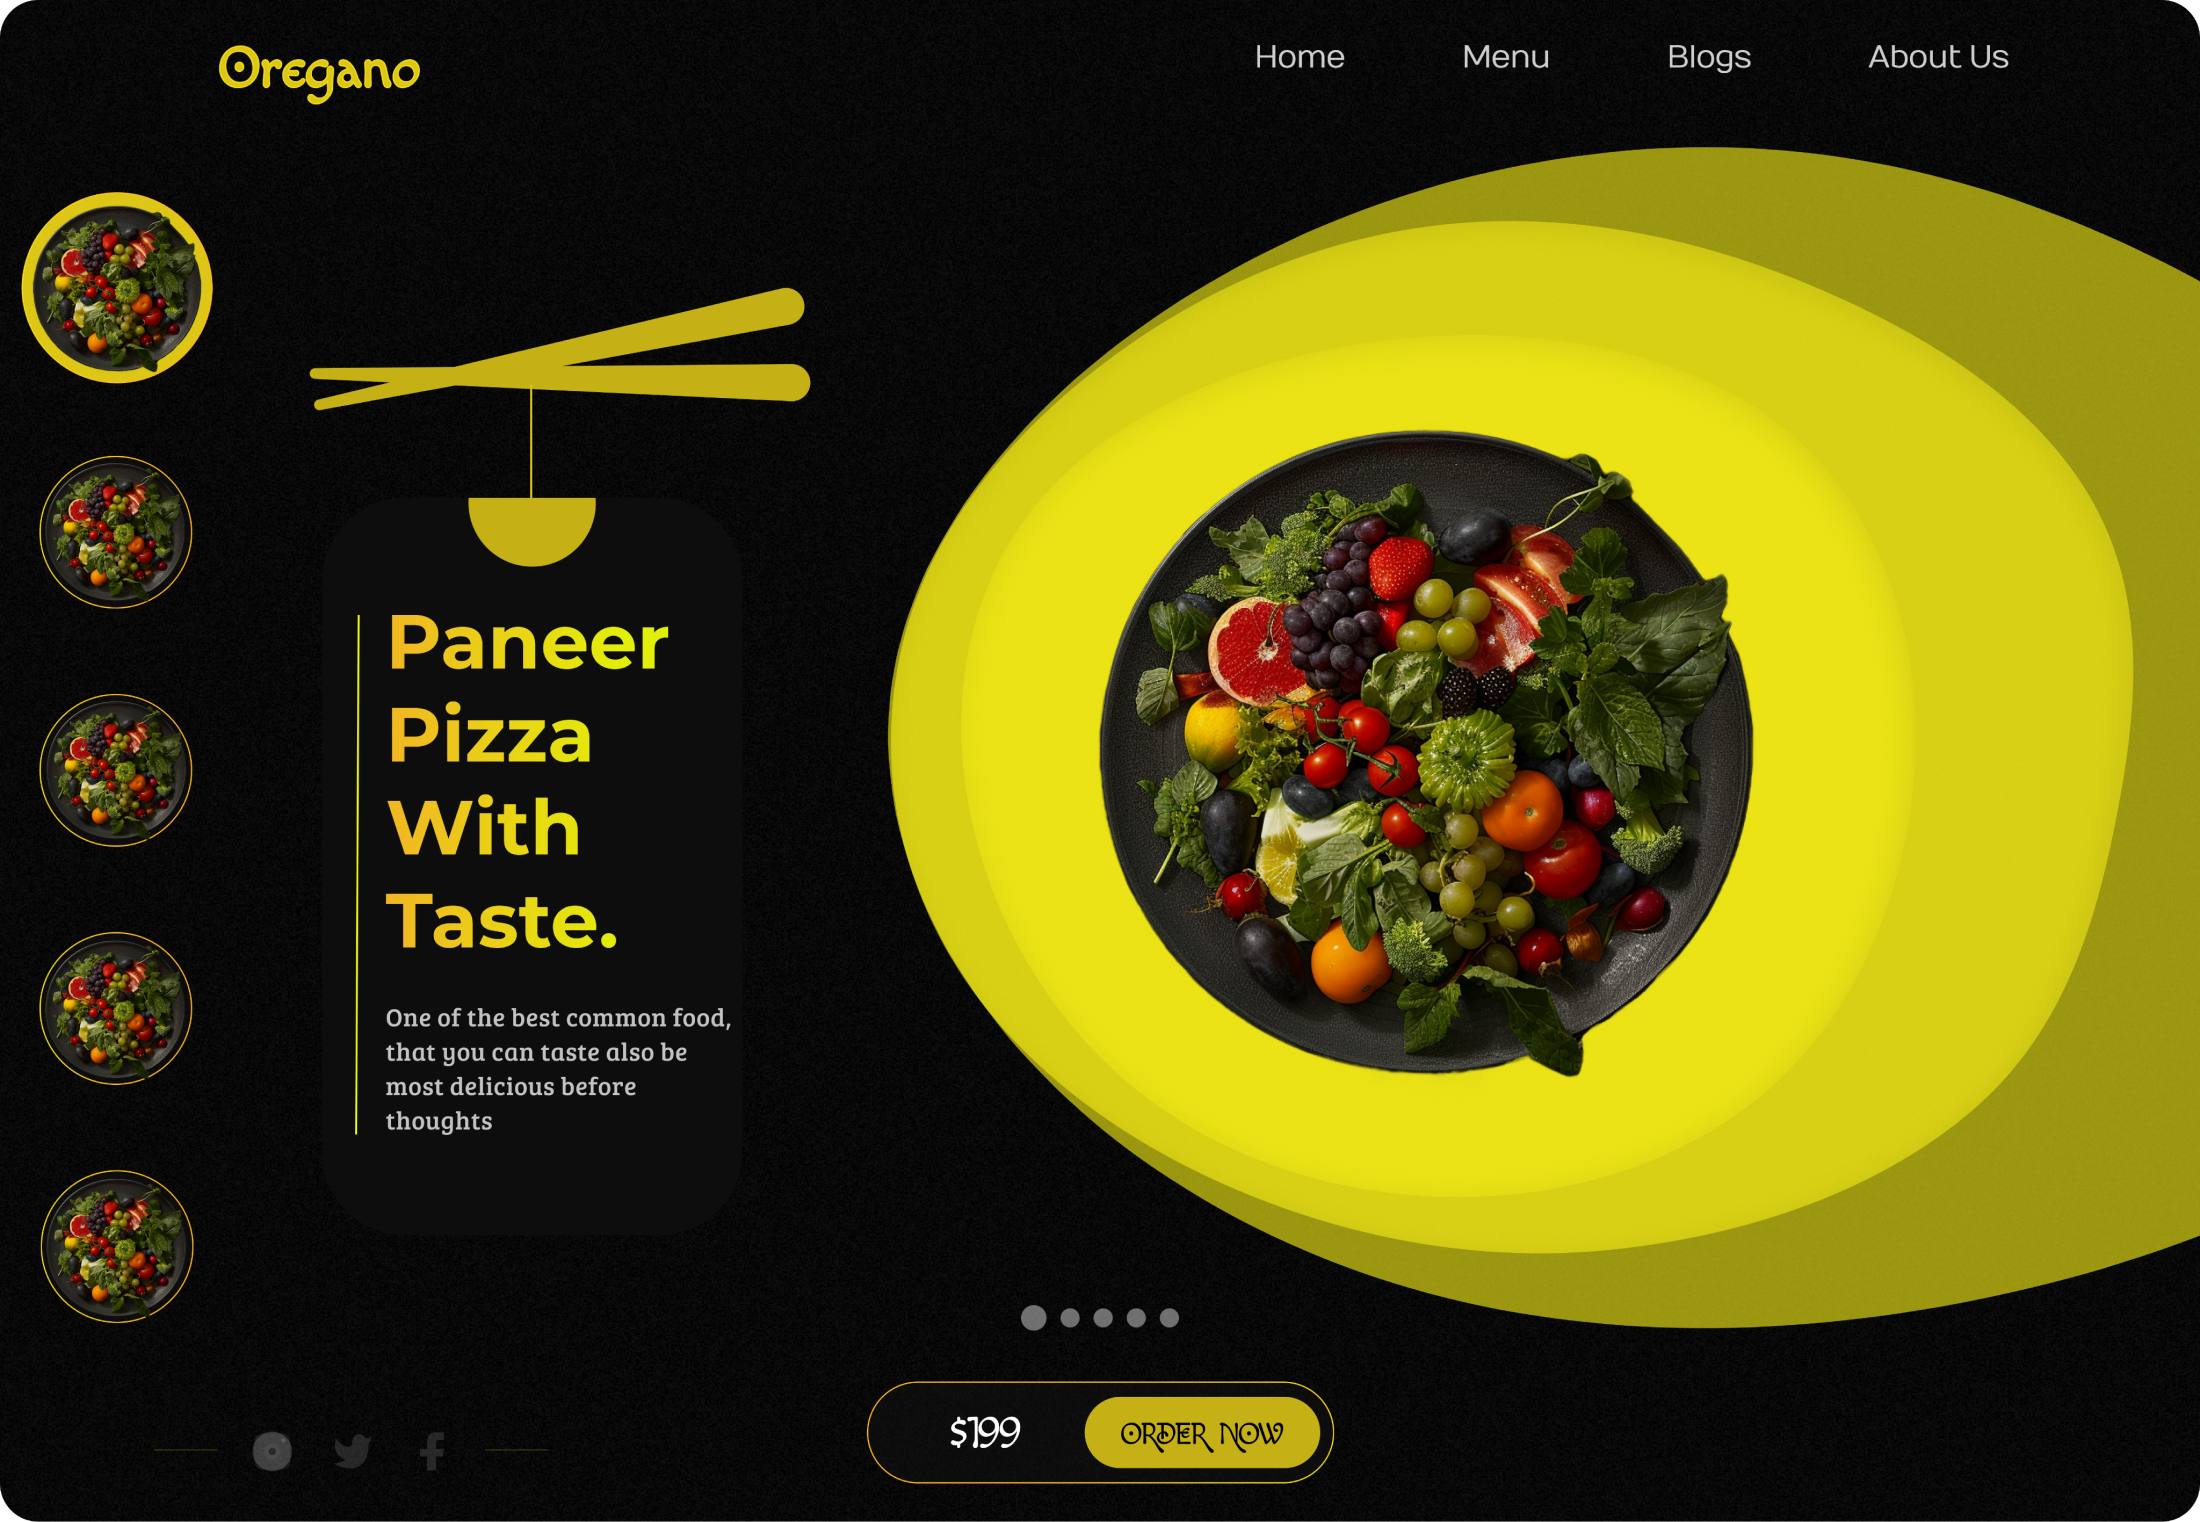 Oregano
Home Menu Blogs About Us
Paneer
Pizza
With
Taste.
One of the best common food,
that you can taste also be
most delicious before
thoughts
$199
ORDER NOW